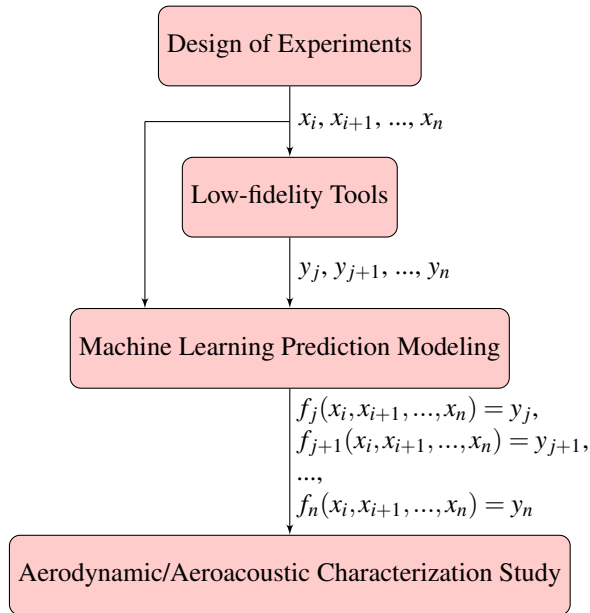 Design of Experiments
x_i, x_{i+1}, ..., x_n
Low-fidelity Tools
y_j, y_{j+1}, ..., y_n
Machine Learning Prediction Modeling
f_j(x_i, x_{i+1}, ..., x_n) = y_j,
f_{j+1}(x_i, x_{i+1}, ..., x_n) = y_{j+1},
...,
f_n(x_i, x_{i+1}, ..., x_n) = y_n
Aerodynamic/Aeroacoustic Characterization Study